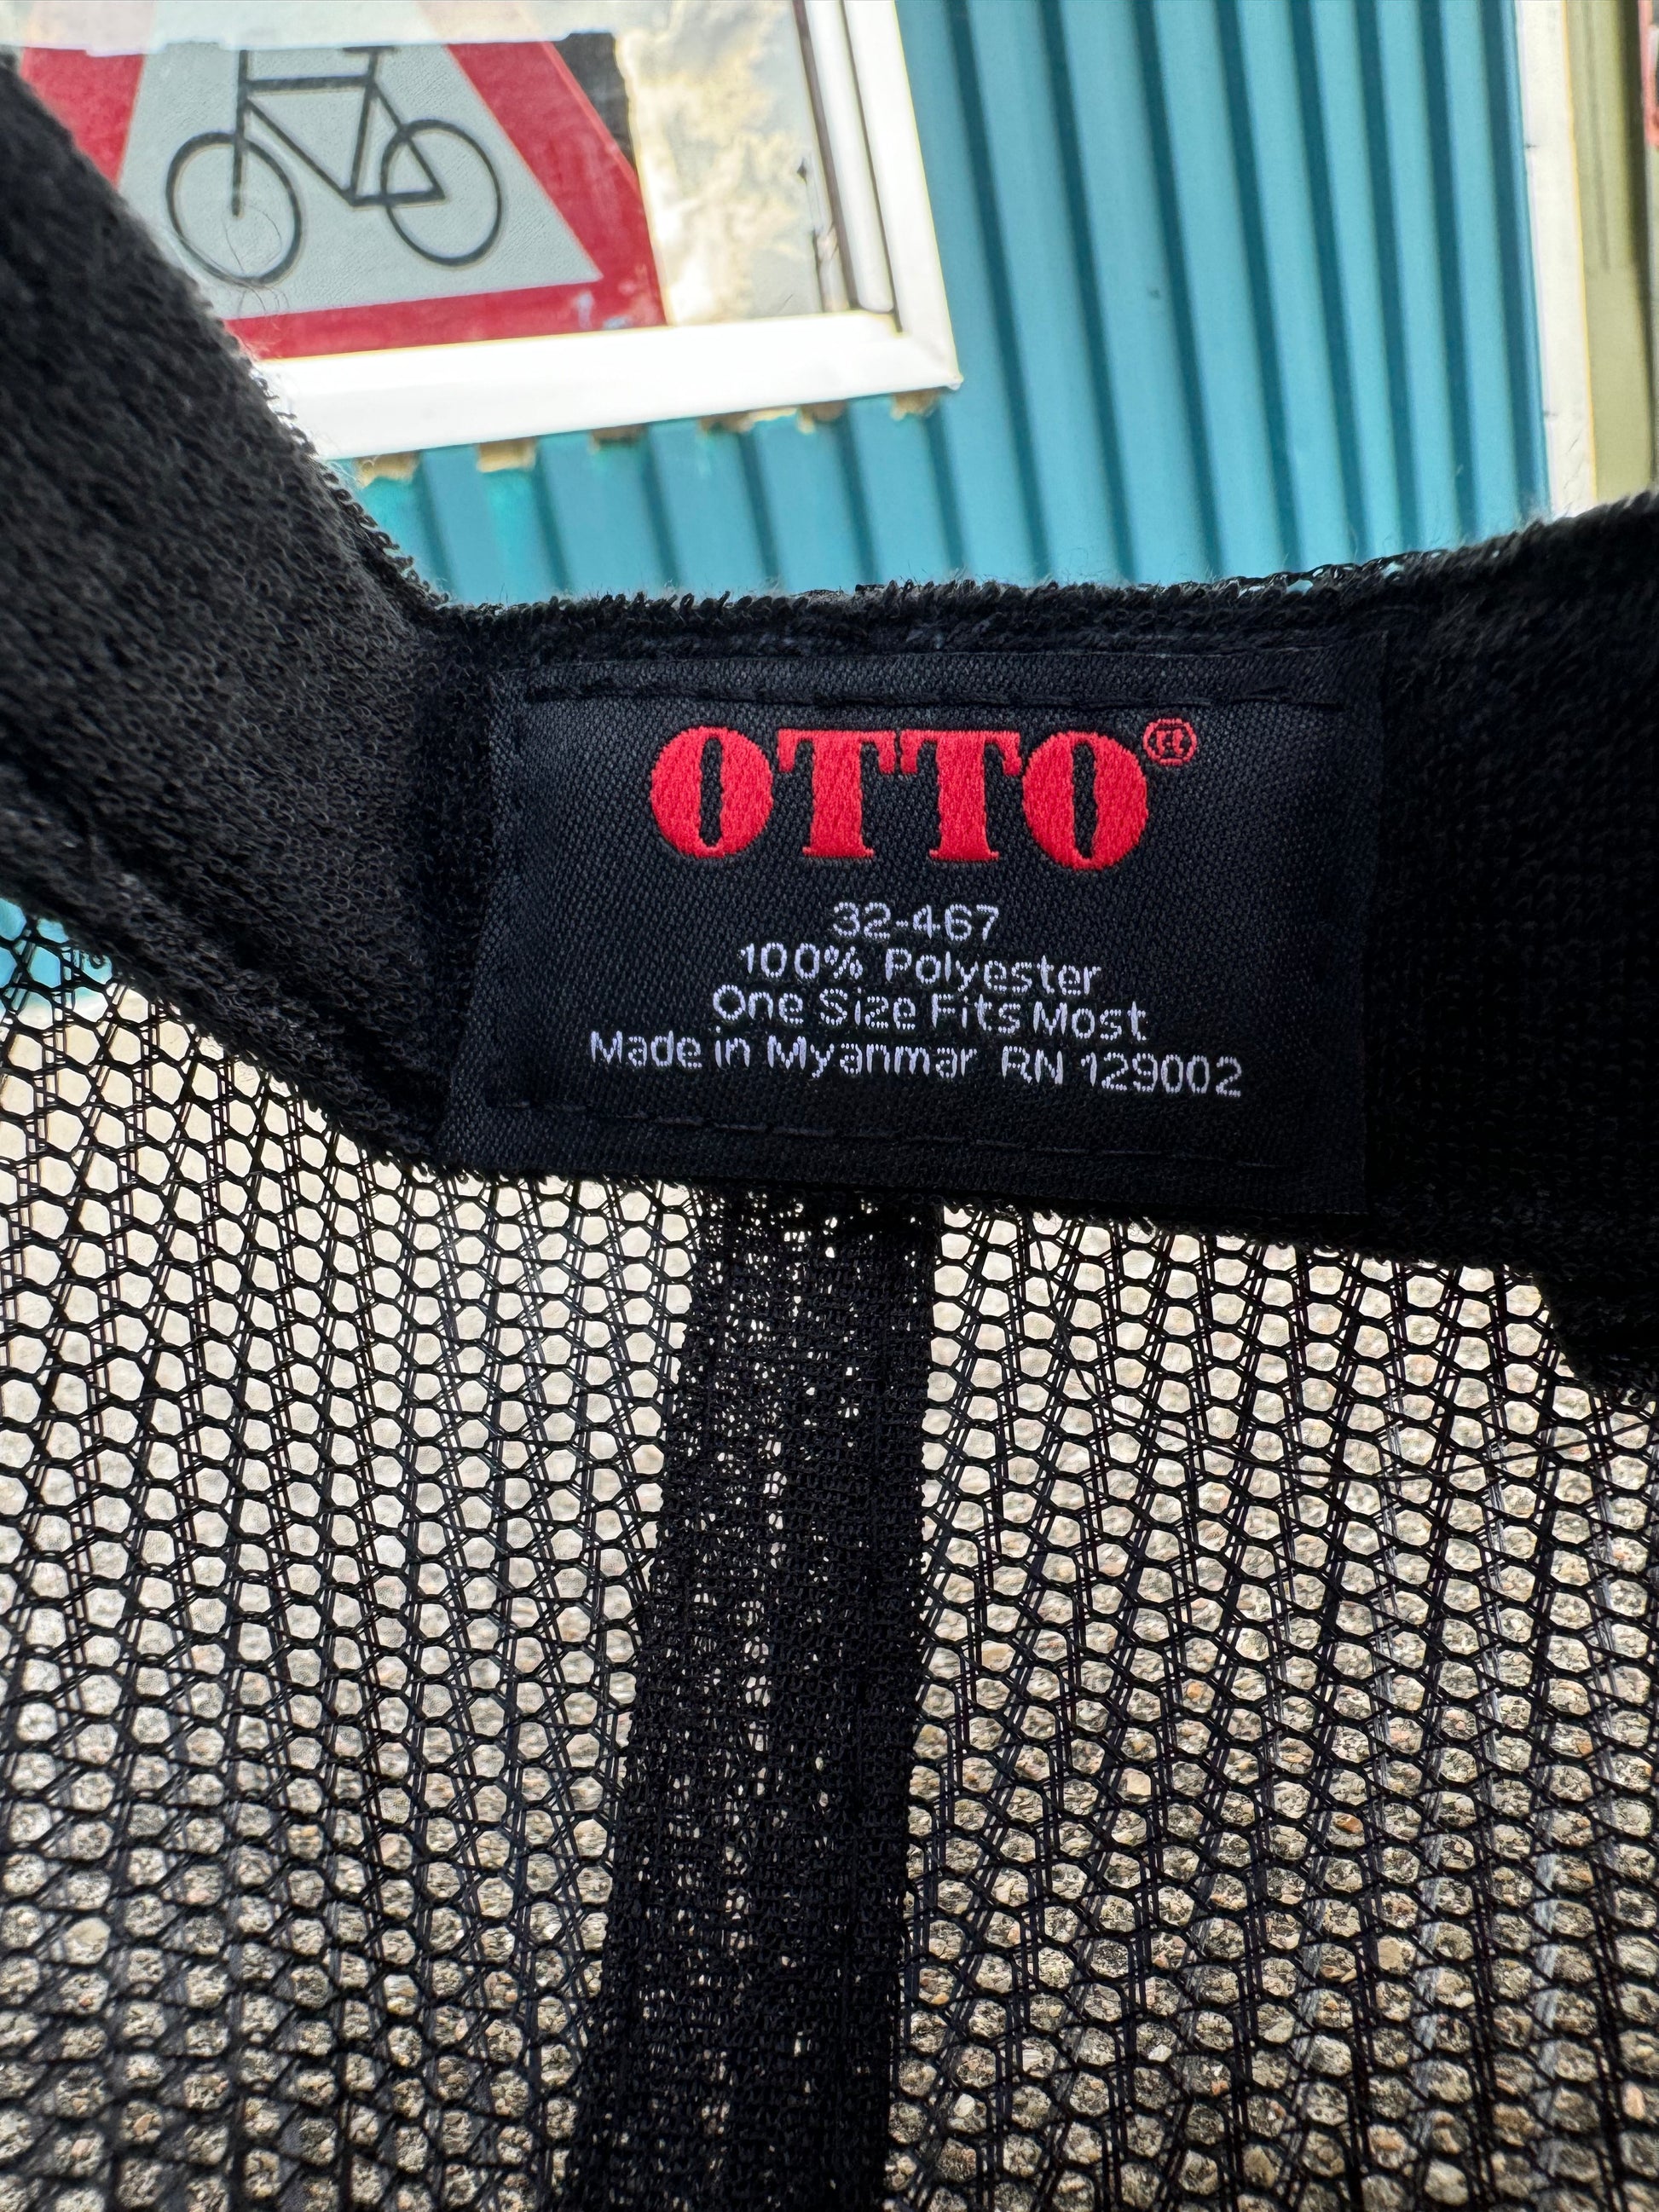 OTTO®
32-467
100% Polyester
One Size Fits Most
Made in Myanmar RN 129002